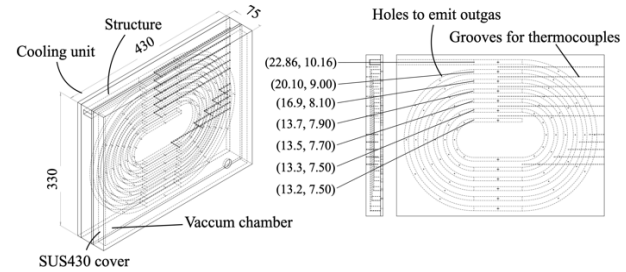 Structure
Cooling unit
430
75
330
Vaccum chamber
SUS430 cover
Holes to emit outgas
Grooves for thermocouples
(22.86, 10.16)
(20.10, 9.00)
(16.9, 8.10)
(13.7, 7.90)
(13.5, 7.70)
(13.3, 7.50)
(13.2, 7.50)